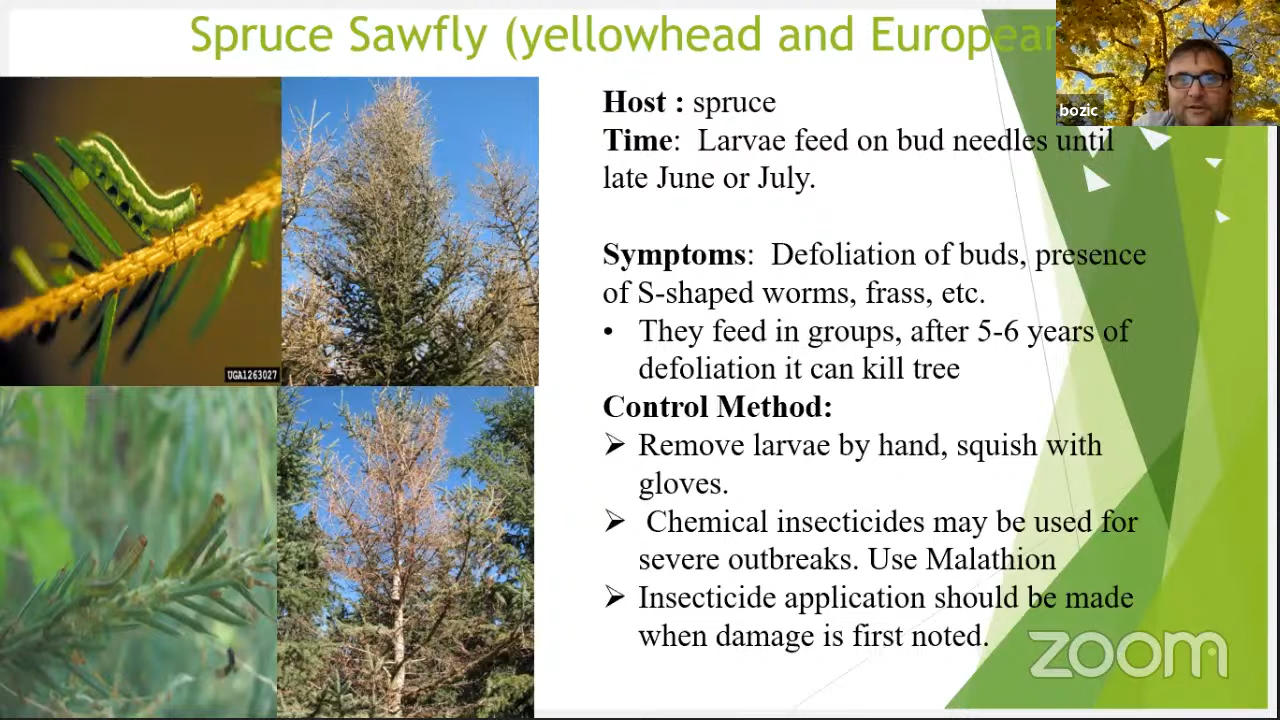 Spruce Sawfly (yellowhead and European
bozic
Host : spruce
Time: Larvae feed on bud needles until
late June or July.
Symptoms: Defoliation of buds, presence
of S-shaped worms, frass, etc.
• They feed in groups, after 5-6 years of
defoliation it can kill tree
Control Method:
➢ Remove larvae by hand, squish with
gloves.
➢ Chemical insecticides may be used for
severe outbreaks. Use Malathion
➢ Insecticide application should be made
when damage is first noted.
UGA1263027
zoom